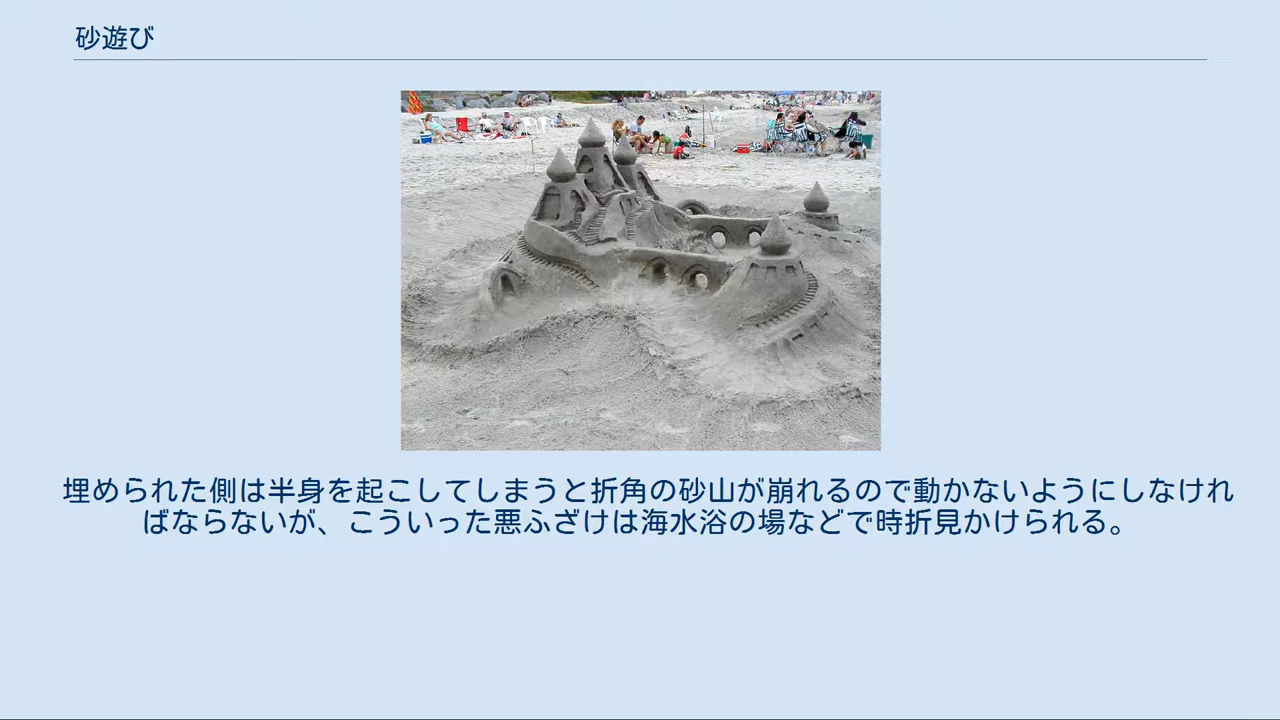 砂遊び
埋められた側は半身を起こしてしまうと折角の砂山が崩れるので動かないようにしなけれ
ばならないが、こういった悪ふざけは海水浴の場などで時折見かけられる。